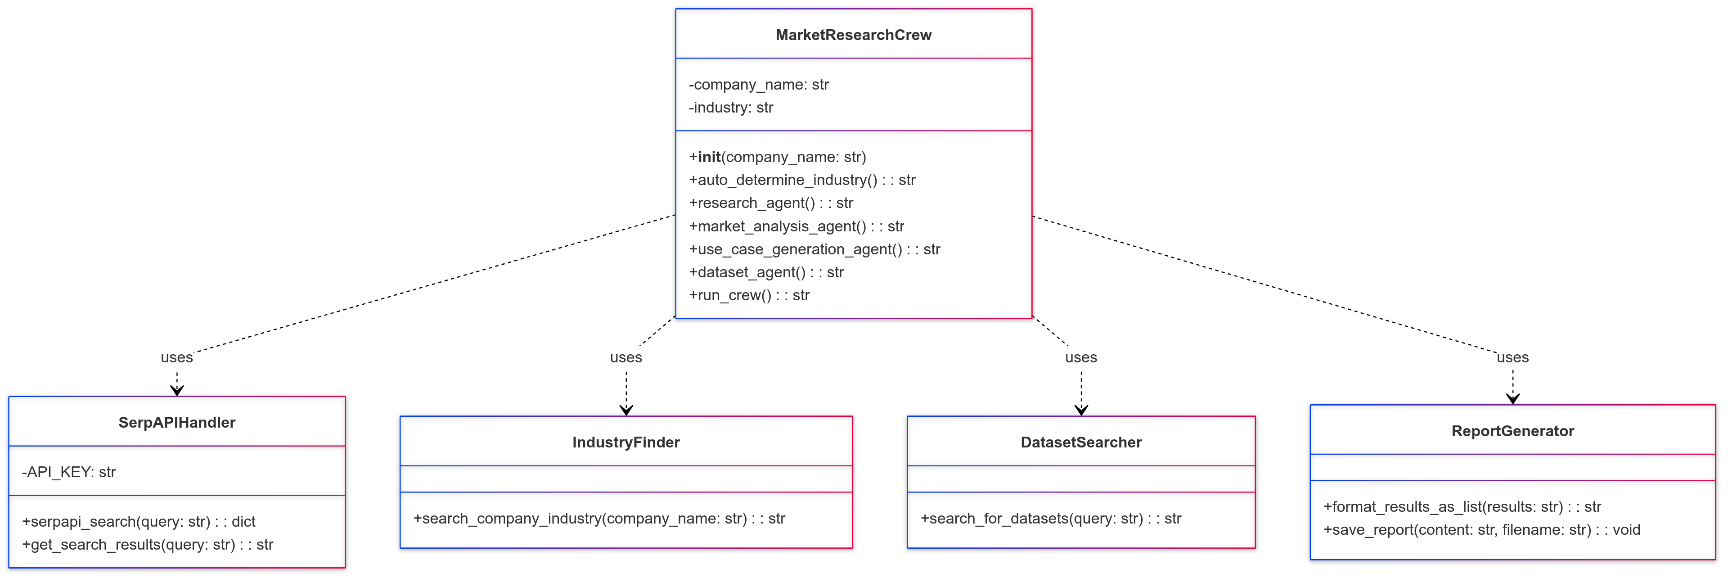 MarketResearchCrew
-company_name: str
-industry: str
+init(company_name: str)
+auto_determine_industry() : : str
+research_agent() : : str
+market_analysis_agent() : : str
+use_case_generation_agent() : : str
+dataset_agent() : : str
+run_crew() : : str
uses
uses
uses
uses
SerpAPIHandler
-API_KEY: str
+serpapi_search(query: str) : : dict
+get_search_results(query: str) : : str
IndustryFinder
+search_company_industry(company_name: str) : : str
DatasetSearcher
+search_for_datasets(query: str) : : str
ReportGenerator
+format_results_as_list(results: str) : : str
+save_report(content: str, filename: str) : : void